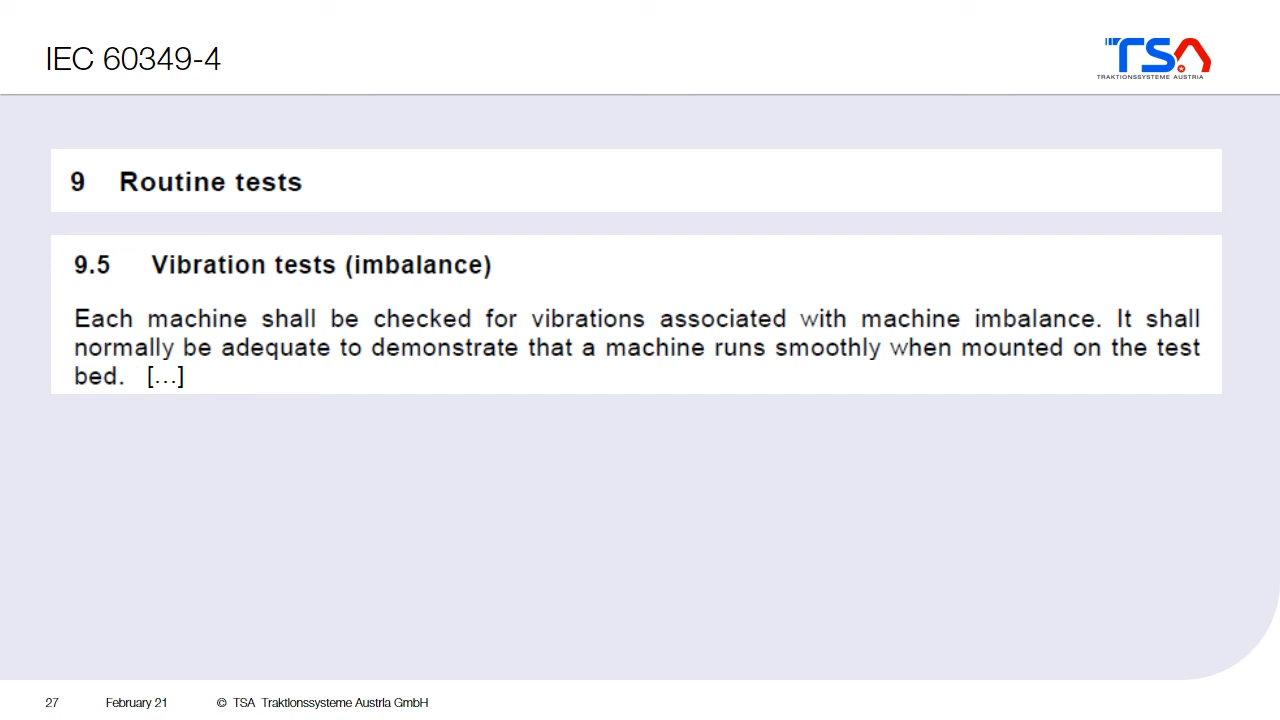 IEC 60349-4
TSA
TRAKTIONSSYSTEME AUSTRIA
9 Routine tests
9.5 Vibration tests (imbalance)
Each machine shall be checked for vibrations associated with machine imbalance. It shall
normally be adequate to demonstrate that a machine runs smoothly when mounted on the test
bed. [...]
27 February 21 © TSA Traktionssysteme Austria GmbH